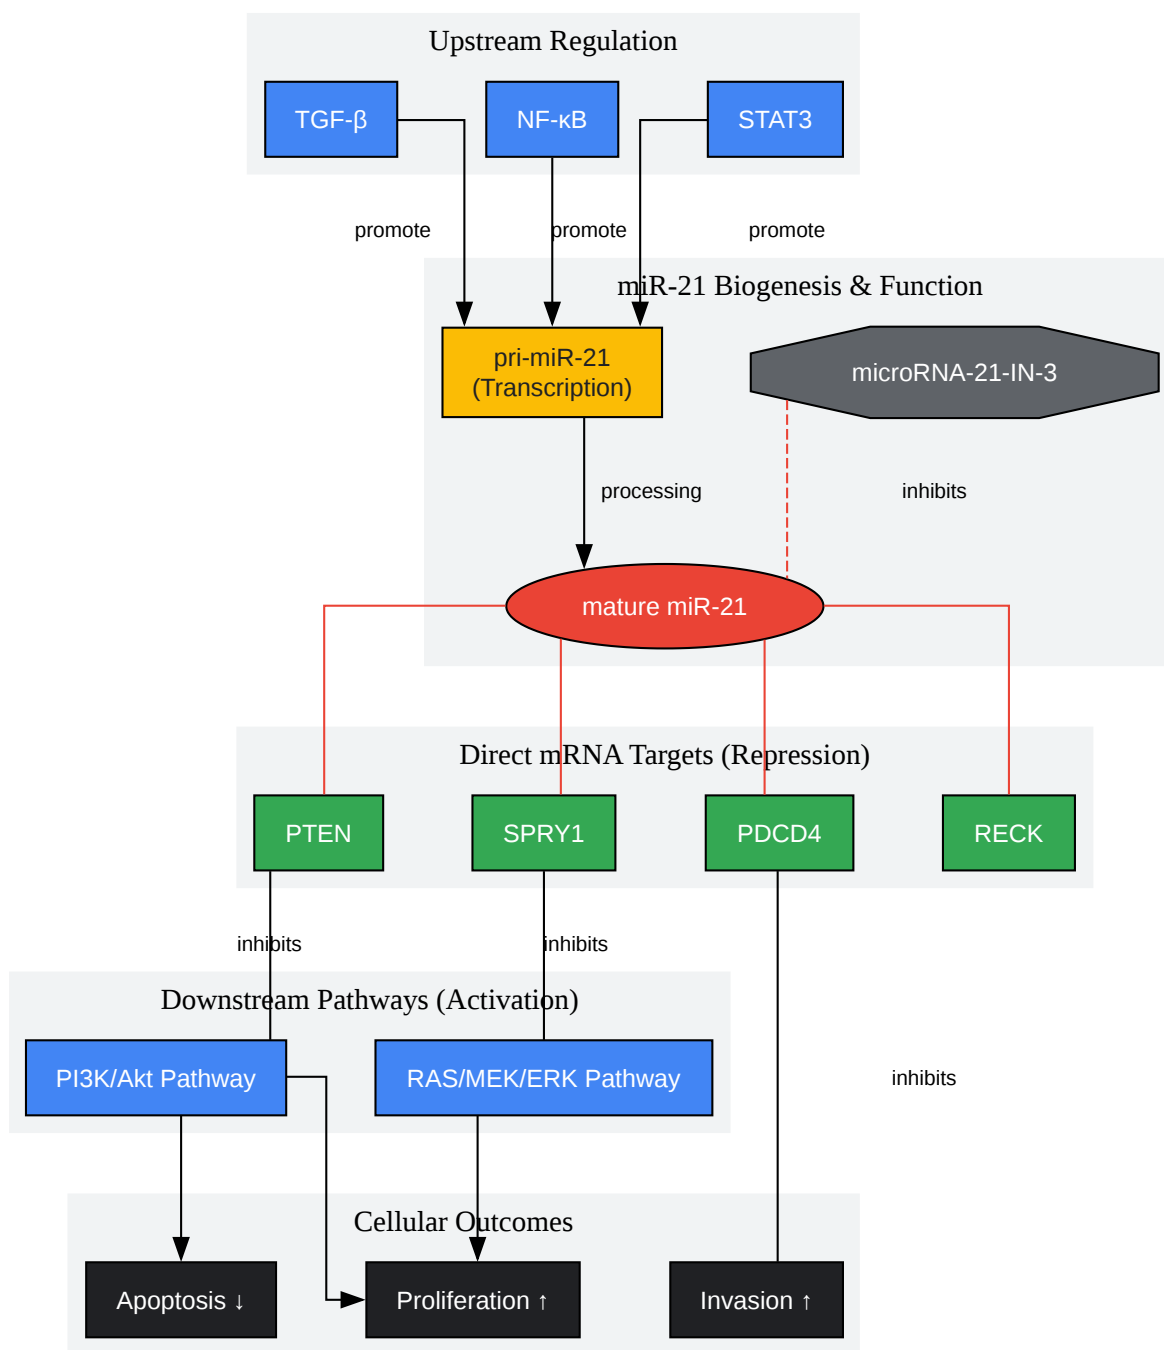 Upstream Regulation
TGF-β
NF-κB
STAT3
promote
promote
promote
miR-21 Biogenesis & Function
pri-miR-21
(Transcription)
microRNA-21-IN-3
processing
inhibits
mature miR-21
Direct mRNA Targets (Repression)
PTEN
SPRY1
PDCD4
RECK
inhibits
inhibits
Downstream Pathways (Activation)
PI3K/Akt Pathway
RAS/MEK/ERK Pathway
inhibits
Cellular Outcomes
Apoptosis ↓
Proliferation ↑
Invasion ↑